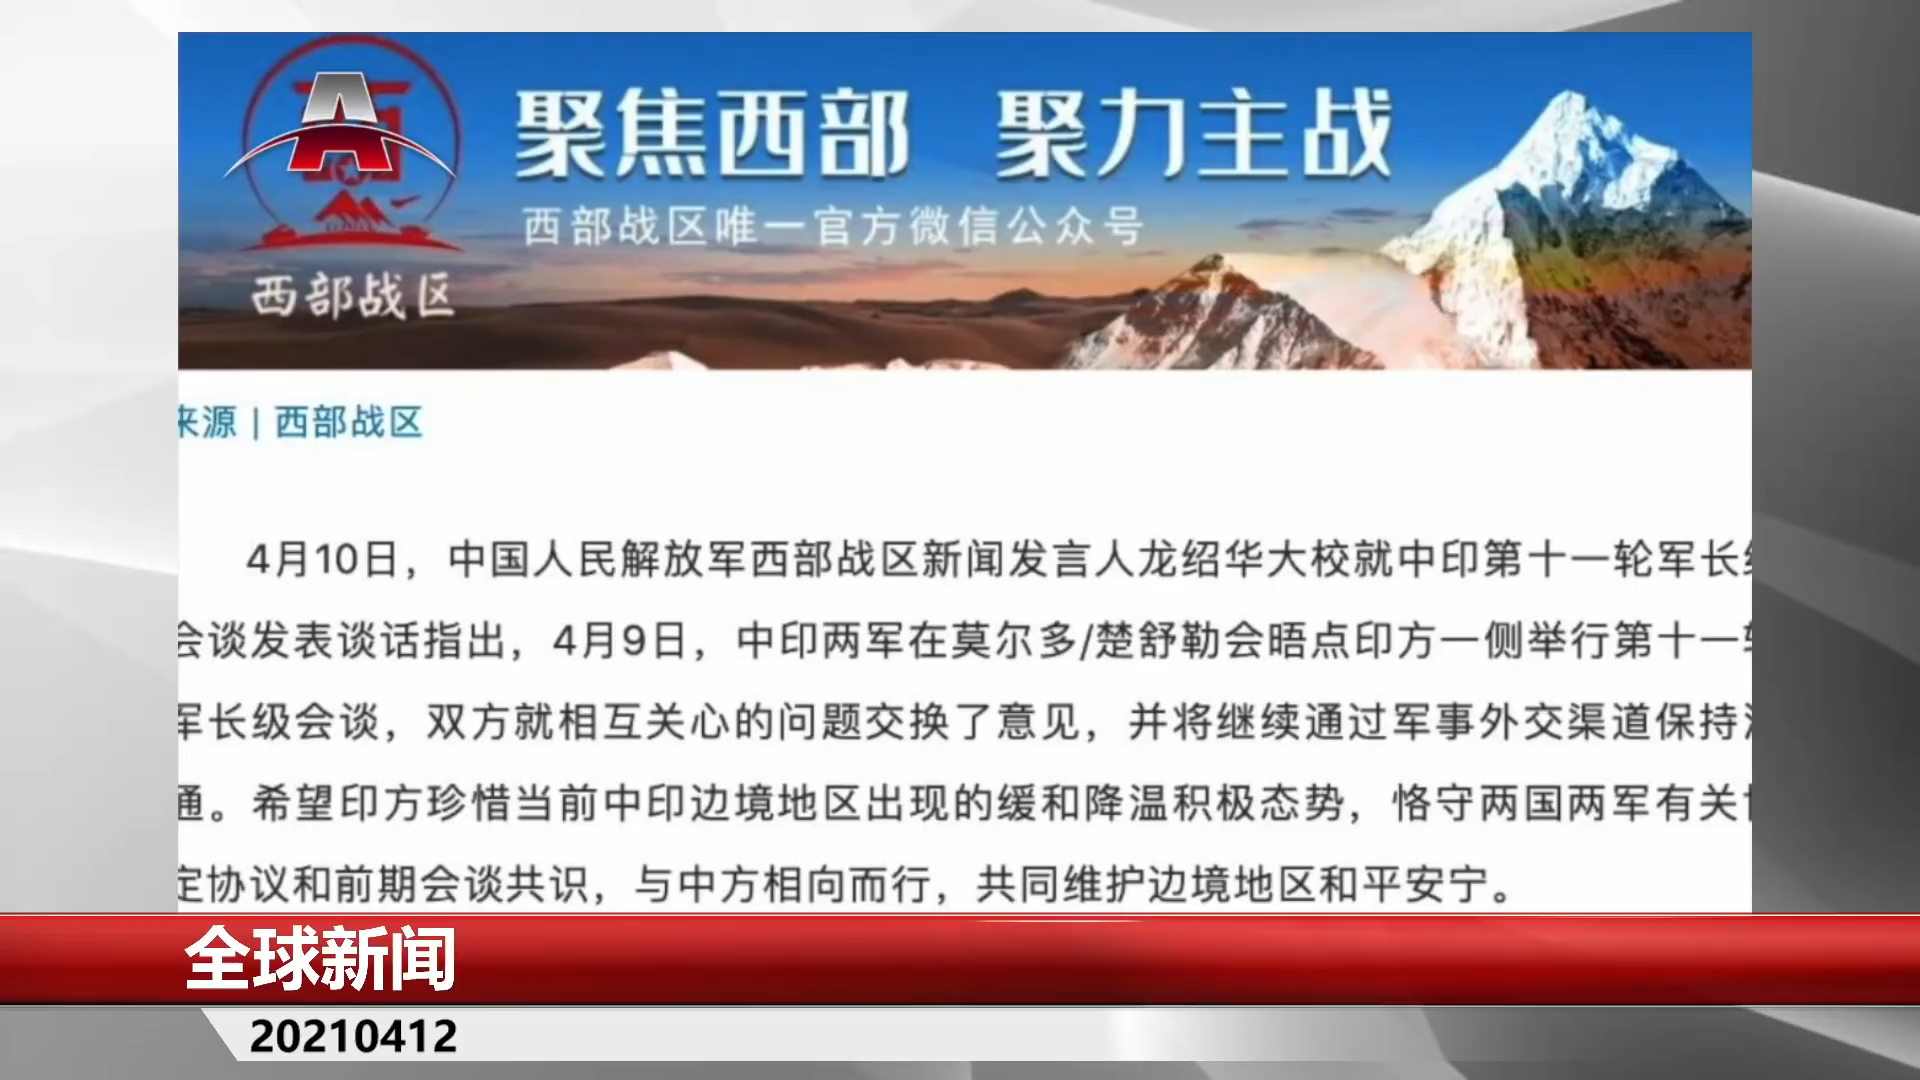 聚焦西部 聚力主战
西部战区唯一官方微信公众号
西部战区
来源 | 西部战区
4月10日，中国人民解放军西部战区新闻发言人龙绍华大校就中印第十一轮军长级
会谈发表谈话指出，4月9日，中印两军在莫尔多/楚舒勒会晤点印方一侧举行第十一轮
军长级会谈，双方就相互关心的问题交换了意见，并将继续通过军事外交渠道保持沟
通。希望印方珍惜当前中印边境地区出现的缓和降温积极态势，恪守两国两军有关
定协议和前期会谈共识，与中方相向而行，共同维护边境地区和平安宁。
全球新闻
20210412